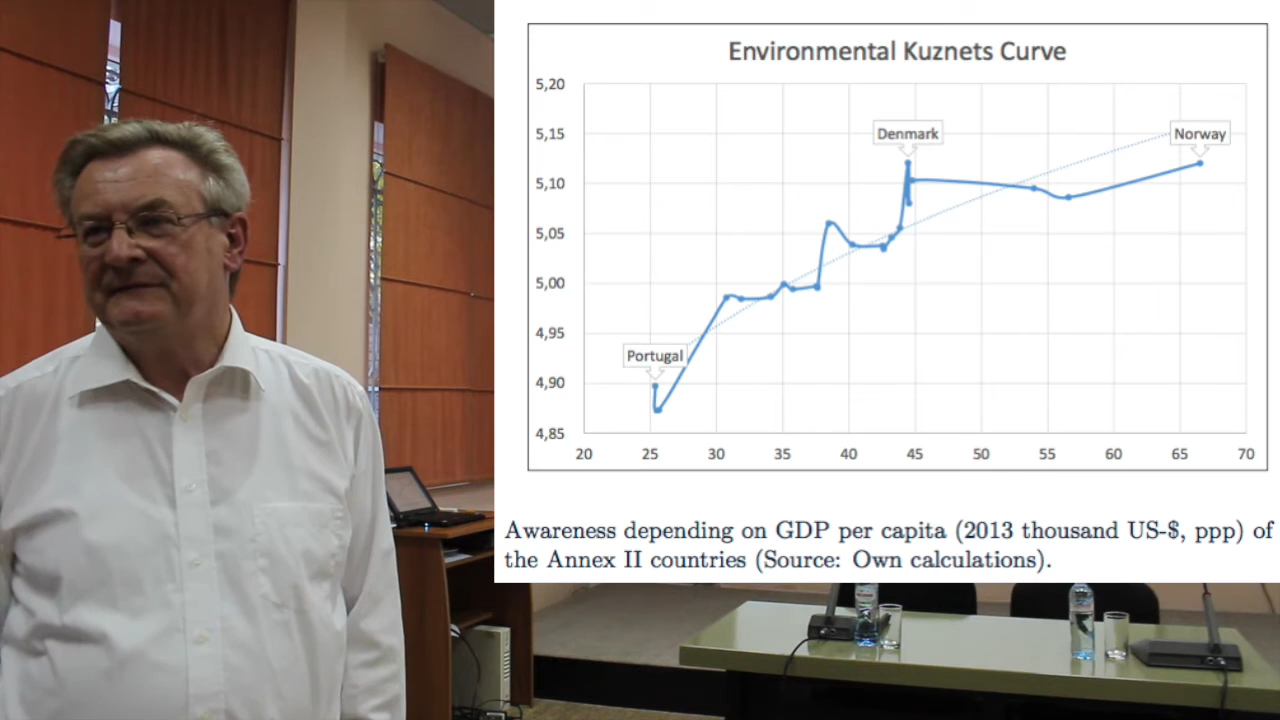 Environmental Kuznets Curve
5,20
5,15
5,10
5,05
5,00
4,95
4,90
4,85
Denmark
Norway
Portugal
20 25 30 35 40 45 50 55 60 65 70
Awareness depending on GDP per capita (2013 thousand US-$, ppp) of
the Annex II countries (Source: Own calculations).